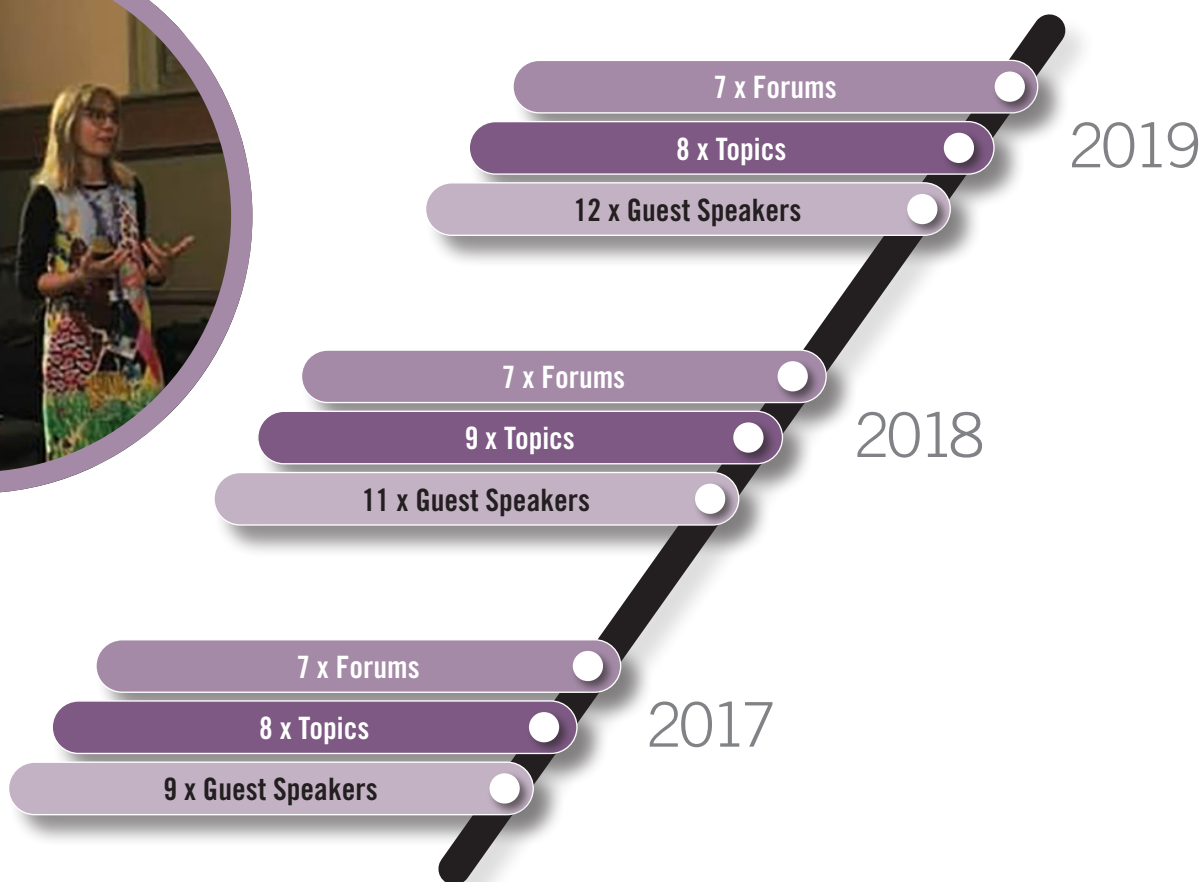 7 x Forums
8 x Topics
12 x Guest Speakers
2019
7 x Forums
9 x Topics
11 x Guest Speakers
2018
7 x Forums
8 x Topics
9 x Guest Speakers
2017